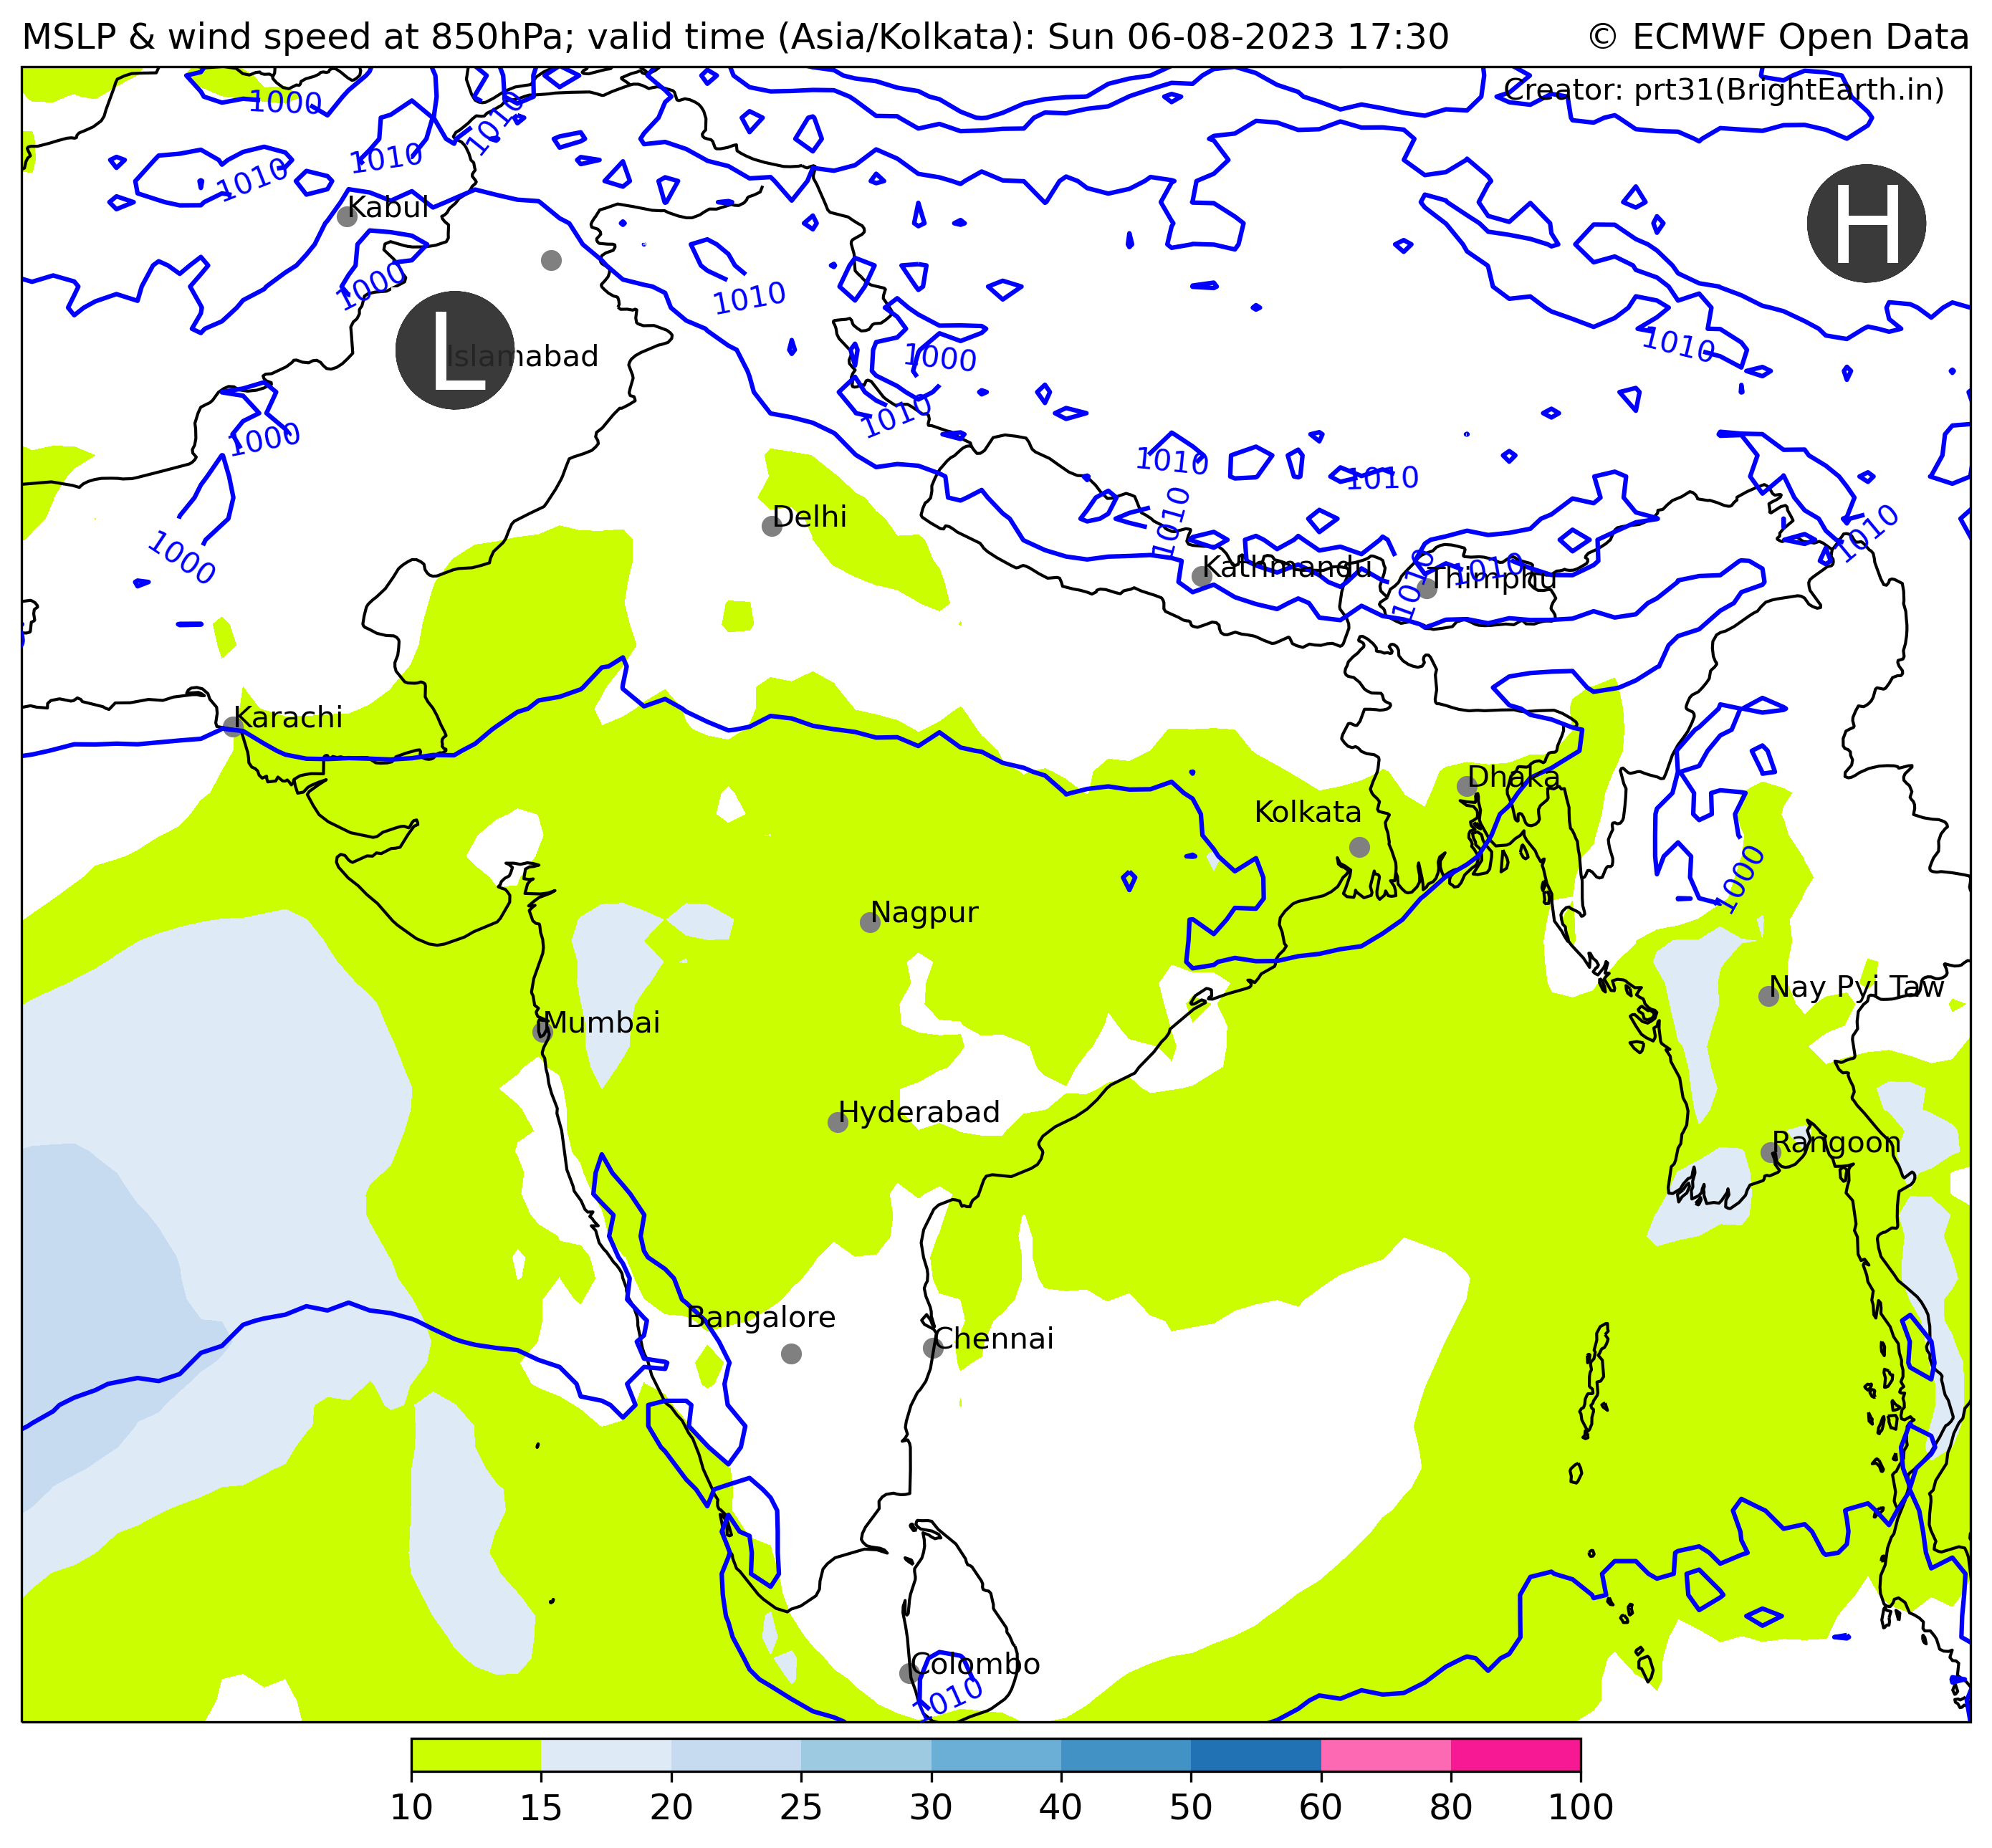 MSLP & wind speed at 850hPa; valid time (Asia/Kolkata): Sun 06-08-2023 17:30
© ECMWF Open Data
Creator: prt31(BrightEarth.in)
1000
1010
1010
1010
Kabul
H
1000
1010
L
Islamabad
1000
1010
1010
1000
1010
1010
1010
Delhi
1010
1000
Kathmandu
1010
1010
Thimphu
Karachi
Dhaka
Kolkata
1000
Nagpur
Nay Pyi Taw
Mumbai
Hyderabad
Rangoon
Bangalore
Chennai
Colombo
1010
10 15 20 25 30 40 50 60 80 100